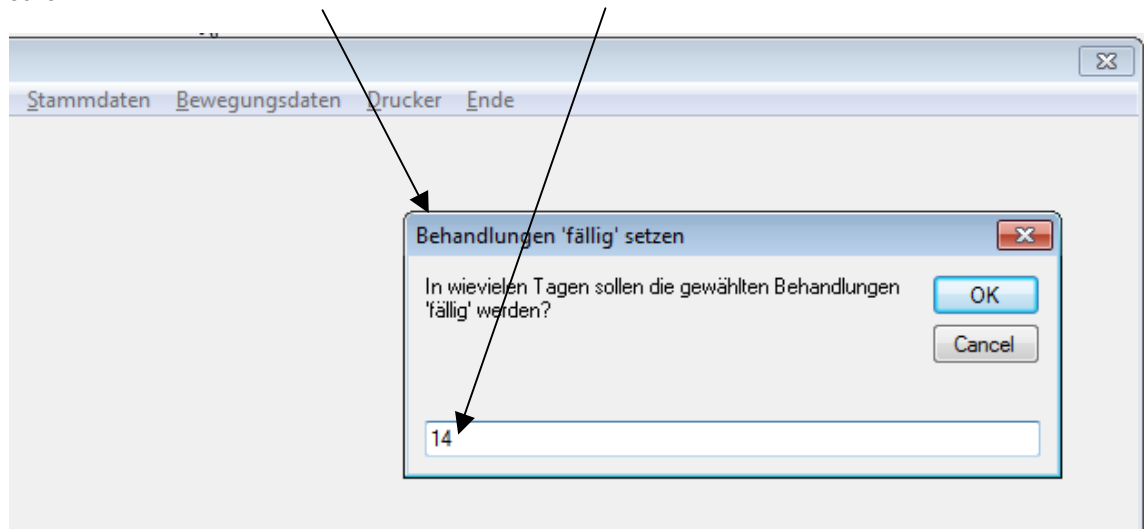 Stammdaten Bewegungsdaten Drucker Ende
Behandlungen 'fällig' setzen
In wievielen Tagen sollen die gewählten Behandlungen
'fällig' werden?
OK
Cancel
14